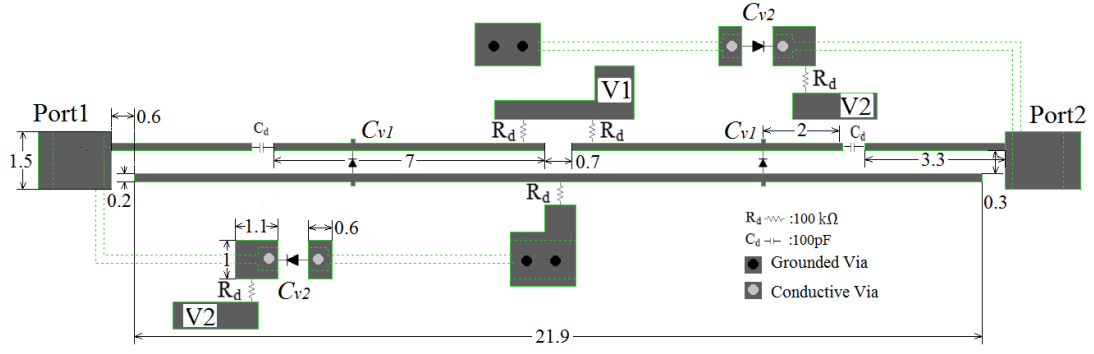 Cv2
Rd
V1
V2
Port1
0.6
Cd
Cv1
Rd
Rd
Cv1
2
Cd
Port2
1.5
7
0.7
3.3
0.2
Rd
0.3
1.1
0.6
1
Rd
Cv2
V2
Rd :100 kΩ
Cd :100pF
Grounded Via
Conductive Via
21.9